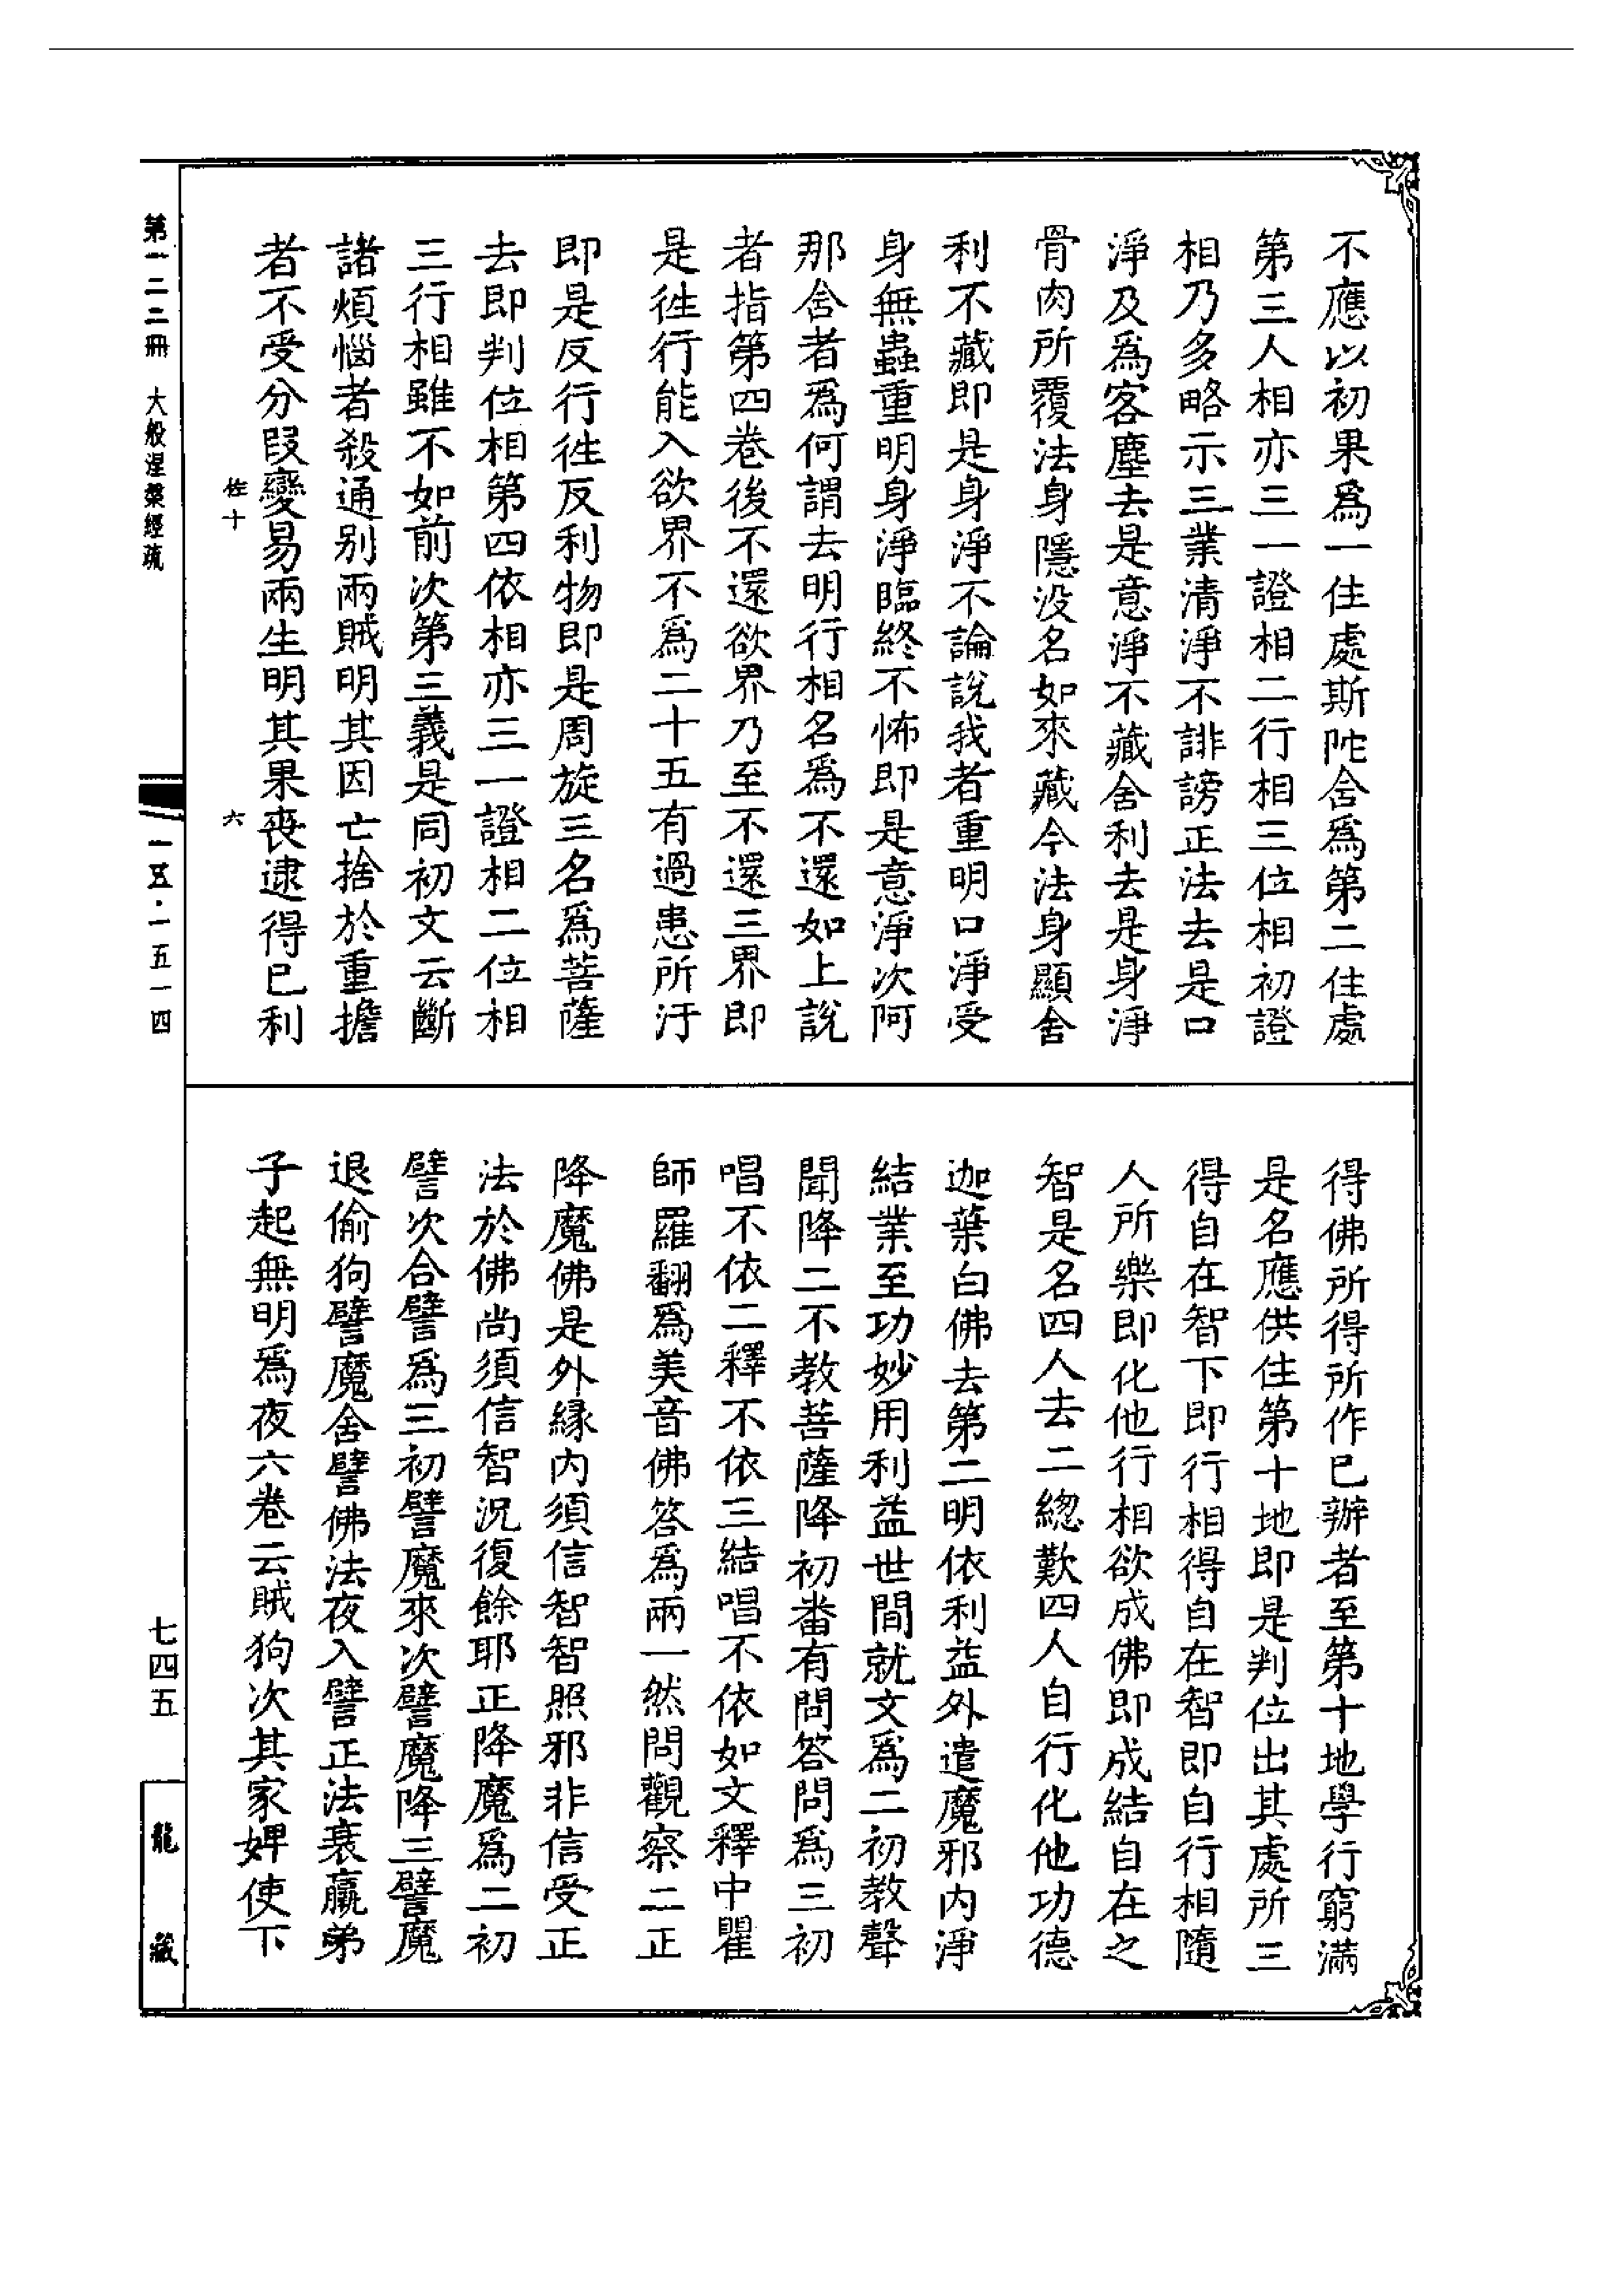 不應以初果爲一住處斯陀含爲第二住處
第三人相亦三一證相二行相三位相初證
相乃多略示三業清淨不誹謗正法去是口
淨及爲客塵去是意淨不藏舍利去是身淨
骨肉所覆法身隱没名如來藏今法身顯舍
利不藏即是身淨不論說我者重明口淨受
身無蟲重明身淨臨終不怖即是意淨次阿
那含者爲何謂去明行相名爲不還如上說
者指第四卷後不還欲界乃至不還三界即
是徃行能入欲界不爲二十五有過患所汙
即是反行徃反利物即是周旋三名爲菩薩
去即判位相第四依相亦三一證相二位相
三行相雖不如前次第三義是同初文云斷
諸煩惱者殺通别兩賊明其因亡捨於重擔
者不受分段變易兩生明其果喪逮得已利
得佛所得所作已辦者至第十地學行窮滿
是名應供住第十地即是判位出其處所三
得自在智下即行相得自在智即自行相隨
人所樂即化他行相欲成佛即成結自在之
智是名四人去二總歎四人自行化他功德
迦葉白佛去第二明依利益外遣魔邪内淨
結業至功妙用利益世間就文爲二初教聲
聞降二不教菩薩降初番有問答問爲三初
唱不依二釋不依三結唱不依如文釋中瞿
師羅翻爲美音佛答爲兩一然問觀察二正
降魔佛是外緣内須信智智照邪非信受正
法於佛尚須信智況復餘耶正降魔爲二初
譬次合譬爲三初譬魔來次譬魔降三譬魔
退偷狗譬魔舍譬佛法夜入譬正法衰羸弟
子起無明爲夜六卷云賊狗次其家婢使下
第一二二冊 大般涅槃經疏
佐十 六
一五·一五一四
七四五
龍藏